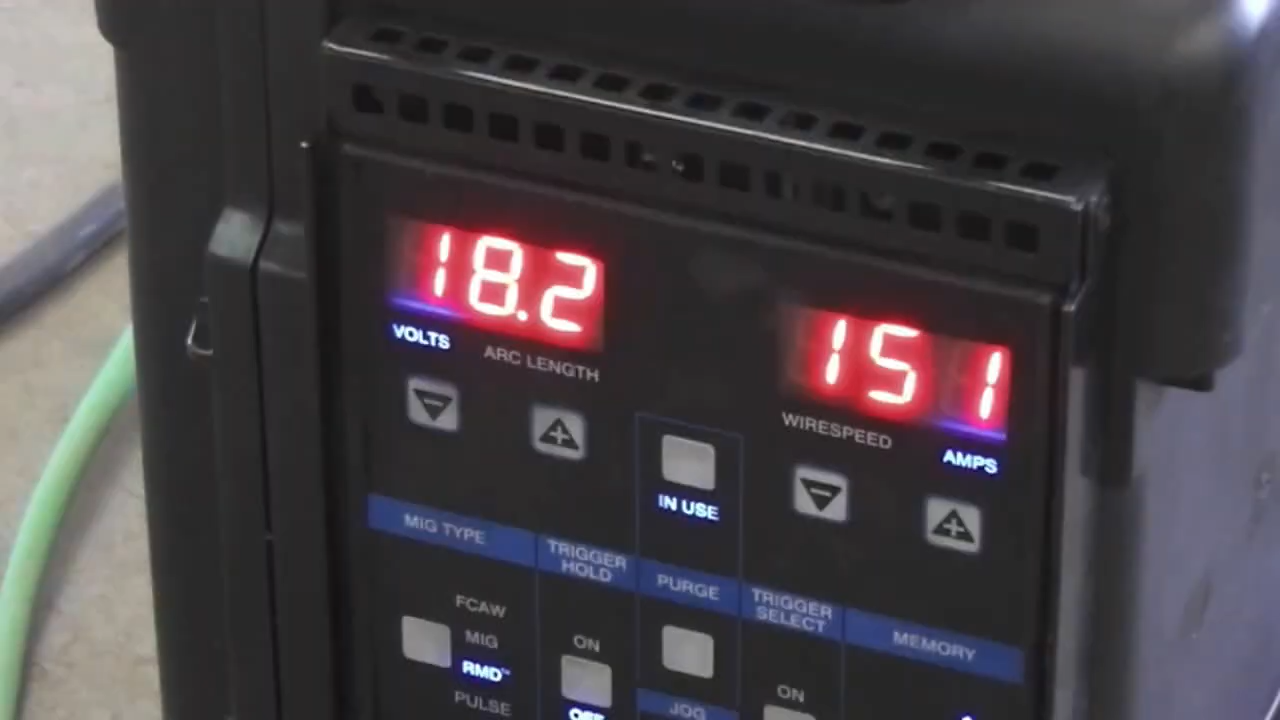 18.2
151
VOLTS
ARC LENGTH
WIRESPEED
AMPS
IN USE
MIG TYPE
TRIGGER
HOLD
PURGE
TRIGGER
SELECT
MEMORY
FCAW
MIG
RMD™
PULSE
ON
OFF
JOG
ON